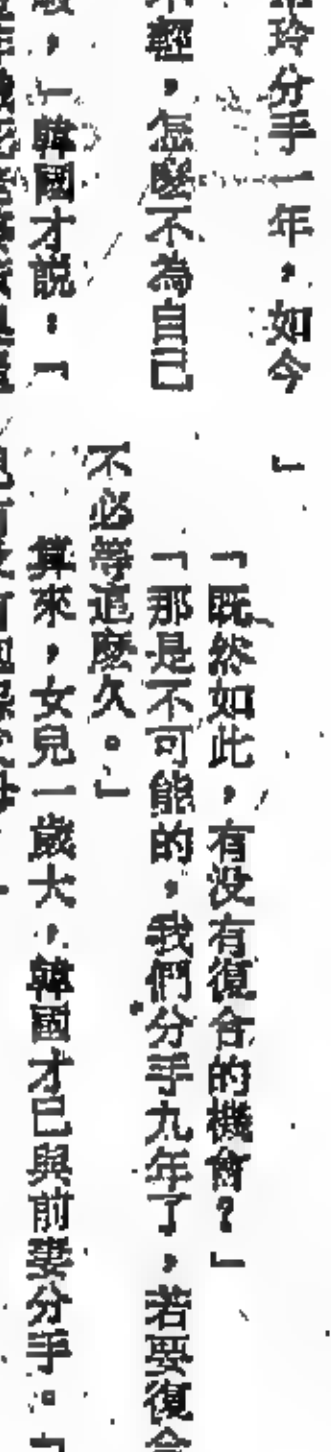 玲分手一年，如今
輕，怎麼不為自己
，」韓國才說：「
」
「既然如此，有没有復合的機會？」
「那是不可能的，我們分手九年了，若要復合
不必等這麼久。」
算來，女兒一歲大，韓國才已與前妻分手。「